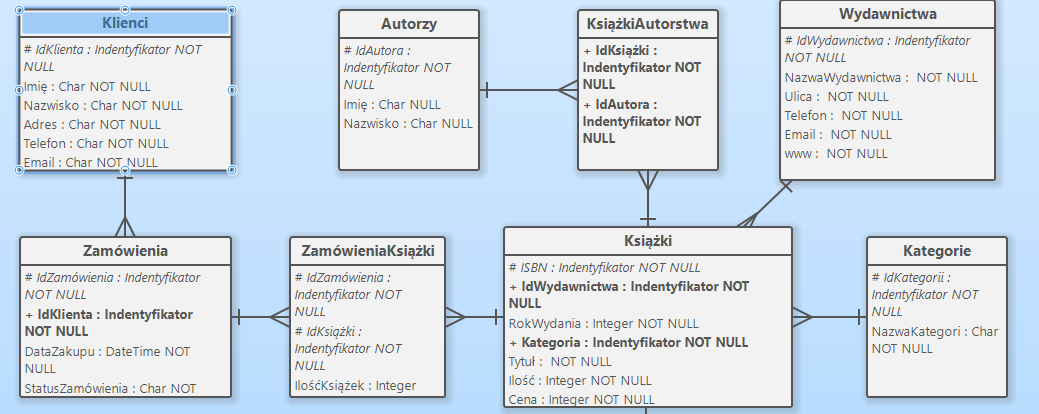 Klienci
# IdKlienta : Indentyfikator NOT
NULL
Imię : Char NOT NULL
Nazwisko : Char NOT NULL
Adres : Char NOT NULL
Telefon : Char NOT NULL
Email : Char NOT NULL
Autorzy
# IdAutora :
Indentyfikator NOT
NULL
Imię : Char NULL
Nazwisko : Char NULL
KsiążkiAutorstwa
+ IdKsiążki :
Indentyfikator NOT
NULL
+ IdAutora :
Indentyfikator NOT
NULL
Wydawnictwa
# IdWydawnictwa : Indentyfikator
NOT NULL
NazwaWydawnictwa : NOT NULL
Ulica : NOT NULL
Telefon : NOT NULL
Email : NOT NULL
www : NOT NULL
Zamówienia
# IdZamówienia : Indentyfikator
NOT NULL
+ IdKlienta : Indentyfikator
NOT NULL
DataZakupu : DateTime NOT
NULL
StatusZamówienia : Char NOT
ZamówieniaKsiążki
# IdZamówienia :
Indentyfikator NOT
NULL
# IdKsiążki :
Indentyfikator NOT
NULL
IlośćKsiążek : Integer
Książki
# ISBN : Indentyfikator NOT NULL
+ IdWydawnictwa : Indentyfikator NOT
NULL
RokWydania : Integer NOT NULL
+ Kategoria : Indentyfikator NOT NULL
Tytuł : NOT NULL
Ilość : Integer NOT NULL
Cena : Integer NOT NULL
Kategorie
# IdKategorii :
Indentyfikator NOT
NULL
NazwaKategori : Char
NOT NULL